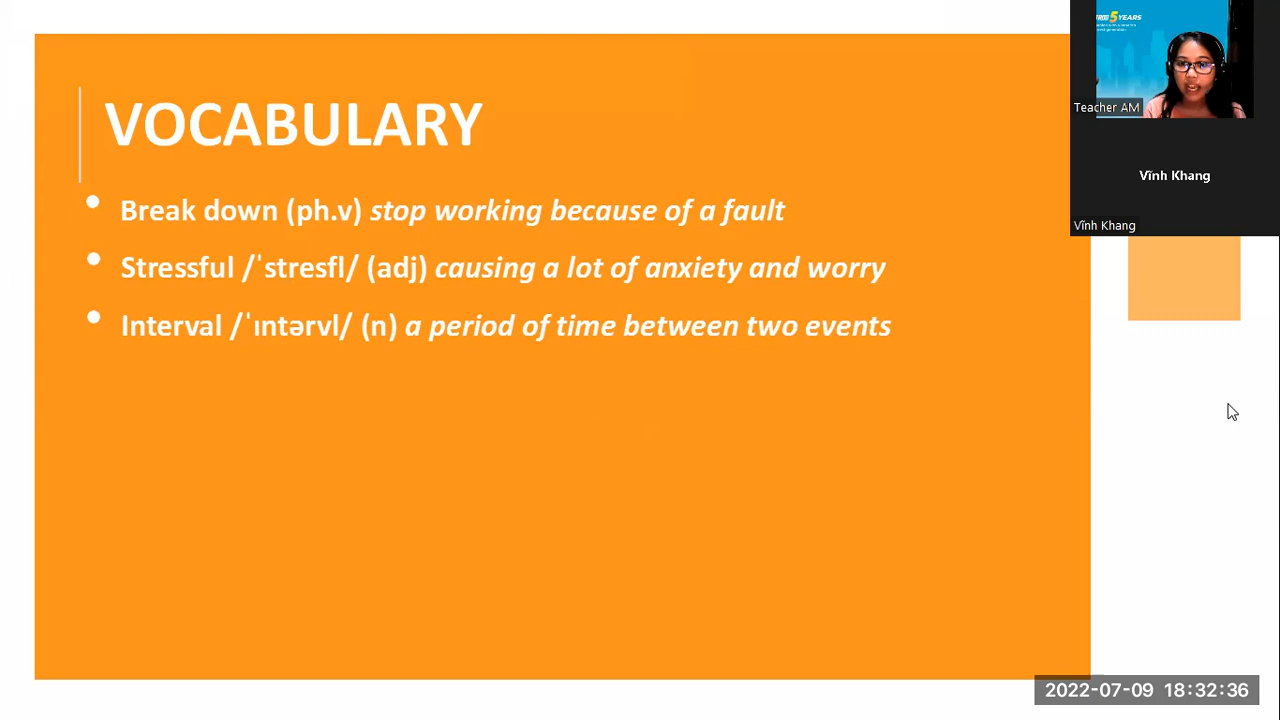 VOCABULARY
Break down (ph.v) stop working because of a fault
Stressful /ˈstresfl/ (adj) causing a lot of anxiety and worry
Interval /ˈɪntərvl/ (n) a period of time between two events
5 YEARS
Teacher AM
Vĩnh Khang
Vĩnh Khang
2022-07-09 18:32:36